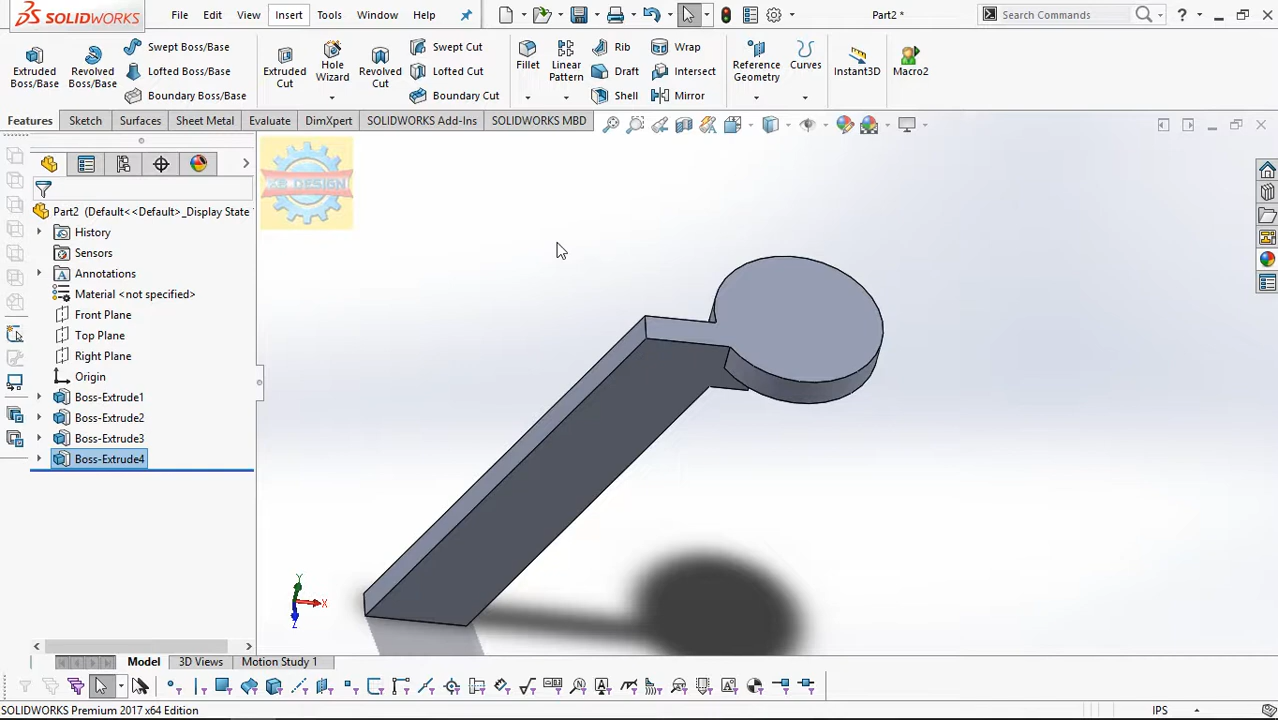 SOLIDWORKS File Edit View Insert Tools Window Help Part2 * Search Commands
Extruded Boss/Base
Revolved Boss/Base
Swept Boss/Base
Lofted Boss/Base
Boundary Boss/Base
Extruded Cut
Hole Wizard
Revolved Cut
Swept Cut
Lofted Cut
Boundary Cut
Fillet
Linear Pattern
Rib
Draft
Shell
Wrap
Intersect
Mirror
Reference Geometry
Curves
Instant3D
Macro2
Features Sketch Surfaces Sheet Metal Evaluate DimXpert SOLIDWORKS Add-Ins SOLIDWORKS MBD
Part2 (Default<<Default>_Display State
History
Sensors
Annotations
Material <not specified>
Front Plane
Top Plane
Right Plane
Origin
Boss-Extrude1
Boss-Extrude2
Boss-Extrude3
Boss-Extrude4
Y
X
Z
Model 3D Views Motion Study 1
SOLIDWORKS Premium 2017 x64 Edition IPS